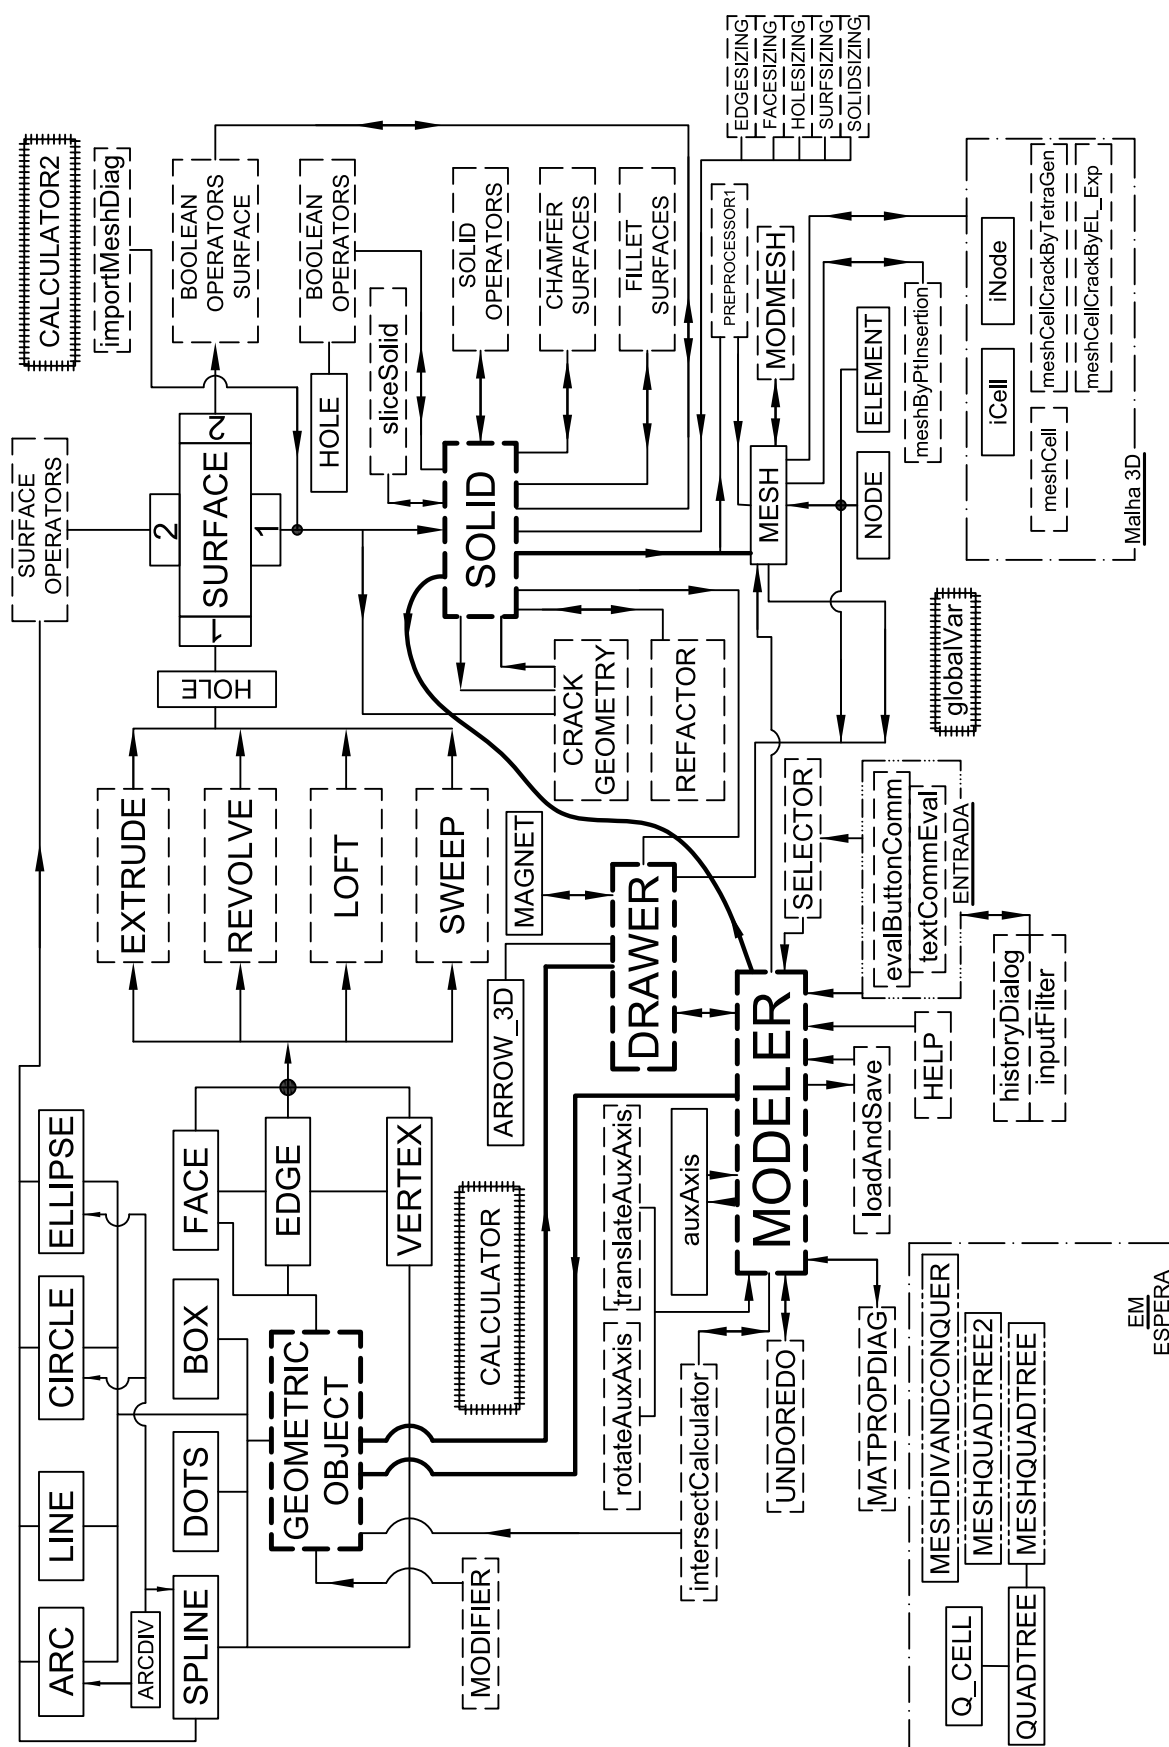 ARC
LINE
CIRCLE
ELLIPSE
ARCDIV
SPLINE
DOTS
BOX
FACE
EDGE
VERTEX
GEOMETRIC
OBJECT
MODIFIER
CALCULATOR
EXTRUDE
REVOLVE
LOFT
SWEEP
HOLE
SURFACE
OPERATORS
1
SURFACE
2
2
1
CALCULATOR2
importMeshDiag
BOOLEAN
OPERATORS
SURFACE
BOOLEAN
OPERATORS
HOLE
sliceSolid
SOLID
SOLID
OPERATORS
CHAMFER
SURFACES
FILLET
SURFACES
CRACK
GEOMETRY
REFACTOR
EDGESIZING
FACESIZING
HOLESIZING
SURFSIZING
SOLIDSIZING
PREPROCESSOR1
MODMESH
MESH
NODE
ELEMENT
meshByPtInsertion
iCell
iNode
meshCell
meshCellCrackByTetraGen
meshCellCrackByEL_Exp
Malha 3D
globalVar
ARROW_3D
MAGNET
DRAWER
MODELER
rotateAuxAxis
translateAuxAxis
auxAxis
intersectCalculator
UNDOREDO
MATPROPDIAG
loadAndSave
HELP
SELECTOR
evalButtonComm
textCommEval
ENTRADA
historyDialog
inputFilter
Q_CELL
QUADTREE
MESHDIVANDCONQUER
MESHQUADTREE2
MESHQUADTREE
EM
ESPERA